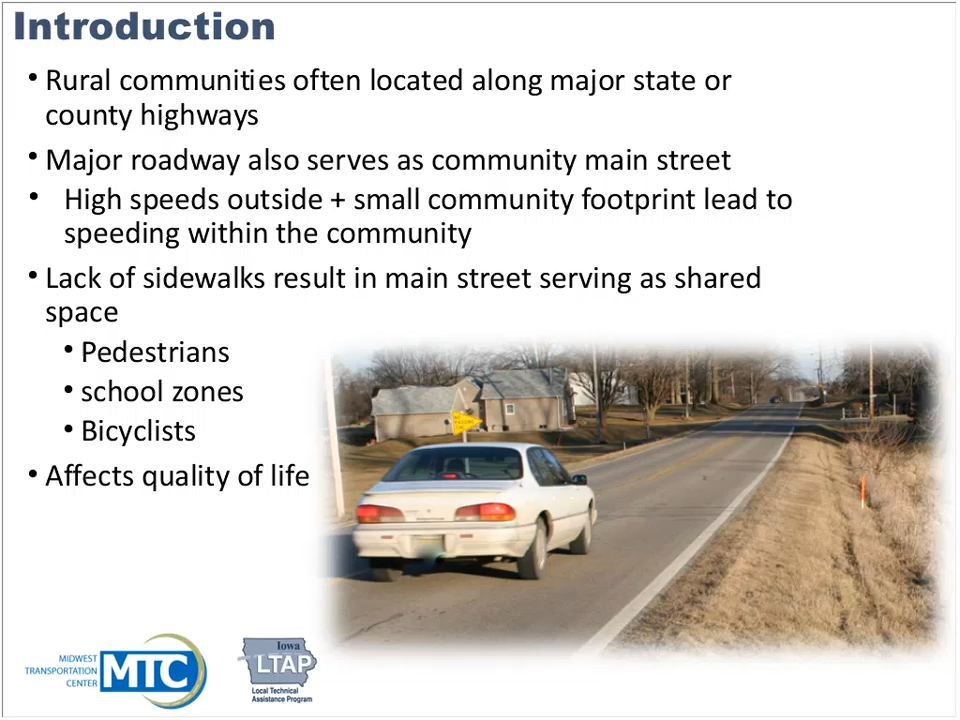 Introduction
• Rural communities often located along major state or
county highways
• Major roadway also serves as community main street
• High speeds outside + small community footprint lead to
speeding within the community
• Lack of sidewalks result in main street serving as shared
space
• Pedestrians
• school zones
• Bicyclists
• Affects quality of life
MIDWEST
TRANSPORTATION
CENTER
MTC
Iowa
LTAP
Local Technical
Assistance Program